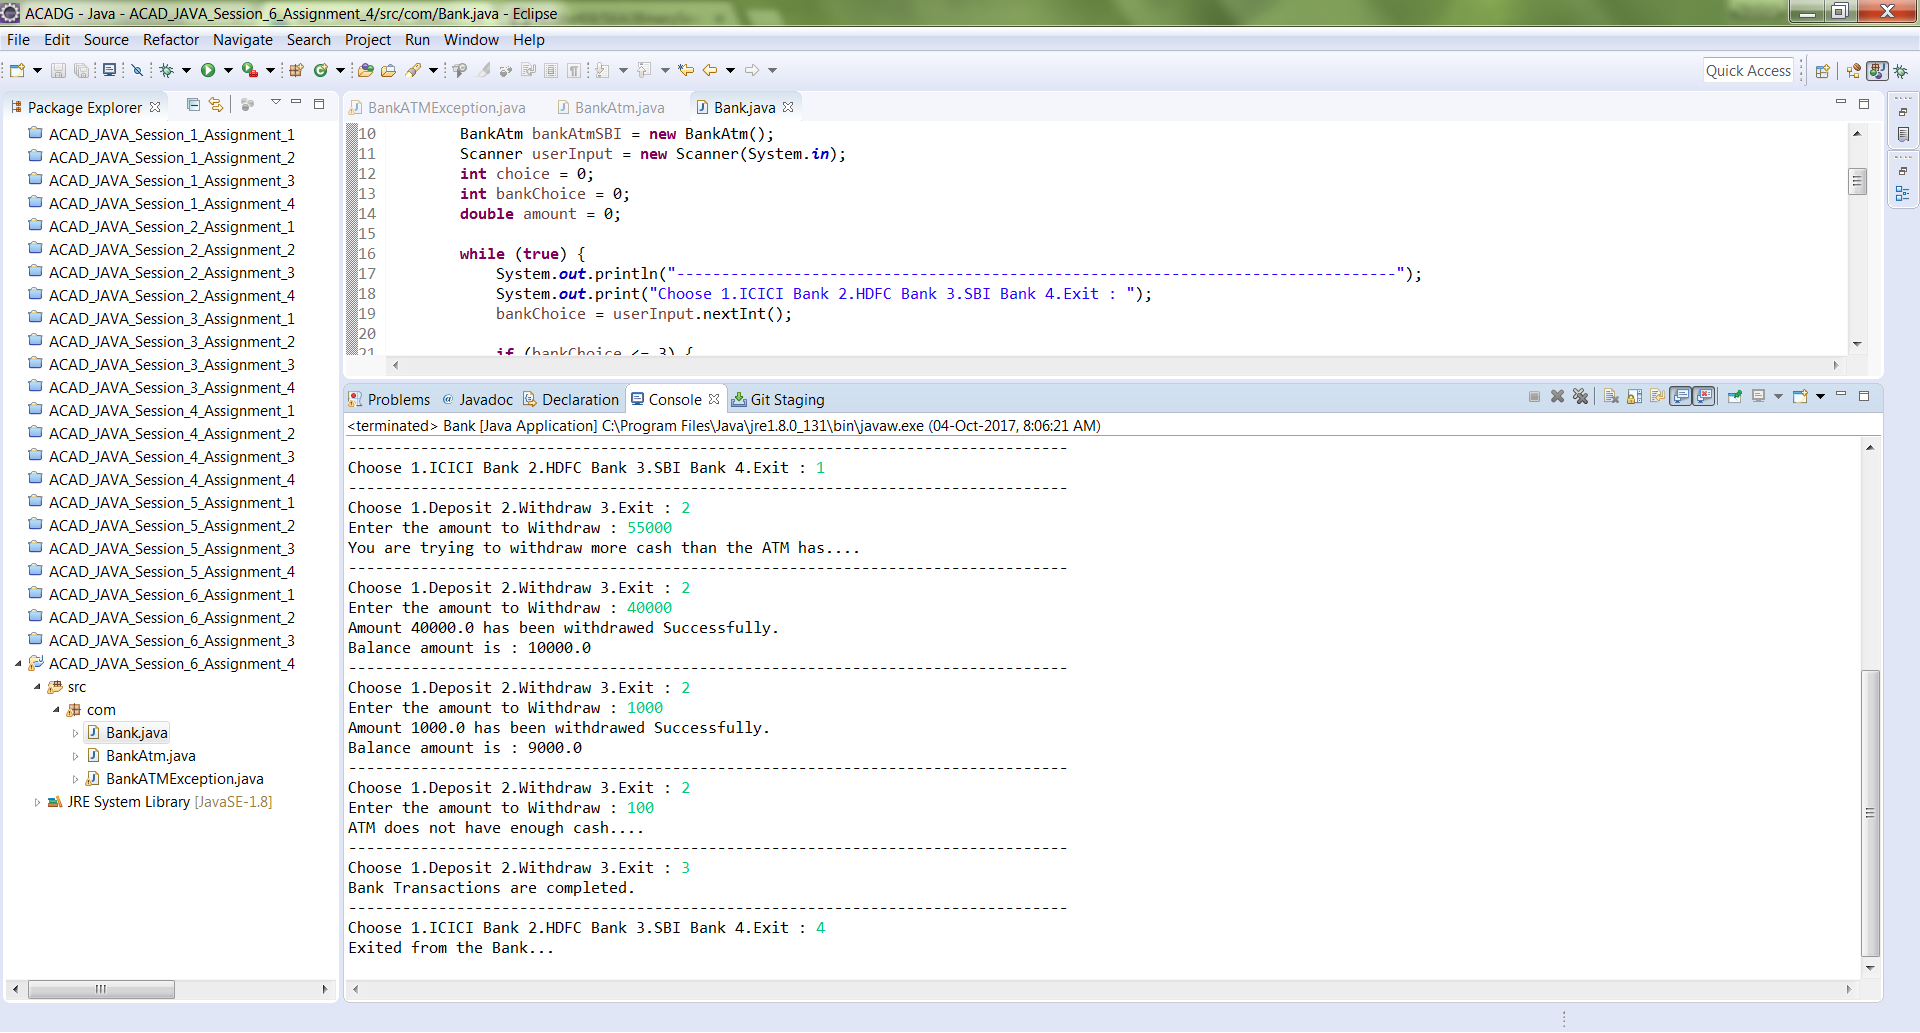 ACADG - Java - ACAD_JAVA_Session_6_Assignment_4/src/com/Bank.java - Eclipse
File Edit Source Refactor Navigate Search Project Run Window Help
Quick Access
Package Explorer
ACAD_JAVA_Session_1_Assignment_1
ACAD_JAVA_Session_1_Assignment_2
ACAD_JAVA_Session_1_Assignment_3
ACAD_JAVA_Session_1_Assignment_4
ACAD_JAVA_Session_2_Assignment_1
ACAD_JAVA_Session_2_Assignment_2
ACAD_JAVA_Session_2_Assignment_3
ACAD_JAVA_Session_2_Assignment_4
ACAD_JAVA_Session_3_Assignment_1
ACAD_JAVA_Session_3_Assignment_2
ACAD_JAVA_Session_3_Assignment_3
ACAD_JAVA_Session_3_Assignment_4
ACAD_JAVA_Session_4_Assignment_1
ACAD_JAVA_Session_4_Assignment_2
ACAD_JAVA_Session_4_Assignment_3
ACAD_JAVA_Session_4_Assignment_4
ACAD_JAVA_Session_5_Assignment_1
ACAD_JAVA_Session_5_Assignment_2
ACAD_JAVA_Session_5_Assignment_3
ACAD_JAVA_Session_5_Assignment_4
ACAD_JAVA_Session_6_Assignment_1
ACAD_JAVA_Session_6_Assignment_2
ACAD_JAVA_Session_6_Assignment_3
ACAD_JAVA_Session_6_Assignment_4
src
com
Bank.java
BankAtm.java
BankATMException.java
JRE System Library [JavaSE-1.8]
BankATMException.java BankAtm.java Bank.java
10 BankAtm bankAtmSBI = new BankAtm();
11 Scanner userInput = new Scanner(System.in);
12 int choice = 0;
13 int bankChoice = 0;
14 double amount = 0;
15
16 while (true) {
17 System.out.println("--------------------------------------------------------------------------------");
18 System.out.print("Choose 1.ICICI Bank 2.HDFC Bank 3.SBI Bank 4.Exit : ");
19 bankChoice = userInput.nextInt();
20
21 if (bankChoice <= 3) {
Problems @ Javadoc Declaration Console Git Staging
<terminated> Bank [Java Application] C:\Program Files\Java\jre1.8.0_131\bin\javaw.exe (04-Oct-2017, 8:06:21 AM)
--------------------------------------------------------------------------------
Choose 1.ICICI Bank 2.HDFC Bank 3.SBI Bank 4.Exit : 1
--------------------------------------------------------------------------------
Choose 1.Deposit 2.Withdraw 3.Exit : 2
Enter the amount to Withdraw : 55000
You are trying to withdraw more cash than the ATM has....
--------------------------------------------------------------------------------
Choose 1.Deposit 2.Withdraw 3.Exit : 2
Enter the amount to Withdraw : 40000
Amount 40000.0 has been withdrawed Successfully.
Balance amount is : 10000.0
--------------------------------------------------------------------------------
Choose 1.Deposit 2.Withdraw 3.Exit : 2
Enter the amount to Withdraw : 1000
Amount 1000.0 has been withdrawed Successfully.
Balance amount is : 9000.0
--------------------------------------------------------------------------------
Choose 1.Deposit 2.Withdraw 3.Exit : 2
Enter the amount to Withdraw : 100
ATM does not have enough cash....
--------------------------------------------------------------------------------
Choose 1.Deposit 2.Withdraw 3.Exit : 3
Bank Transactions are completed.
--------------------------------------------------------------------------------
Choose 1.ICICI Bank 2.HDFC Bank 3.SBI Bank 4.Exit : 4
Exited from the Bank...